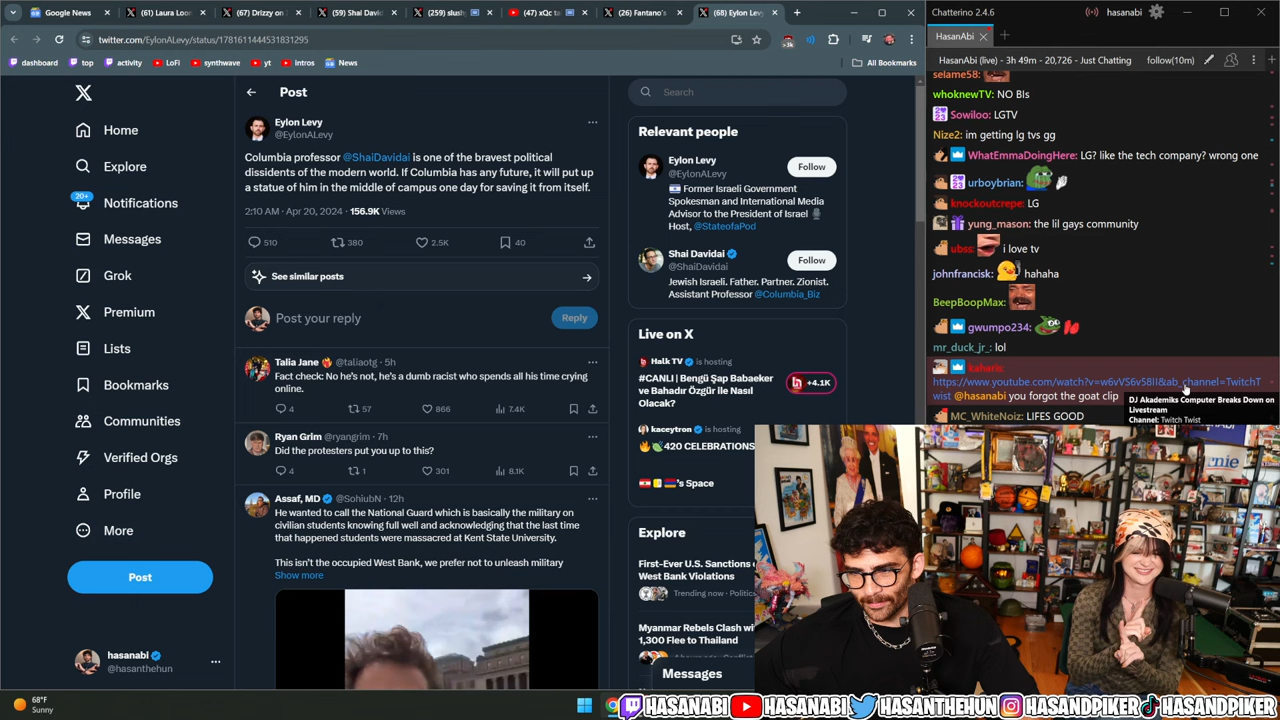 Google News
(61) Laura Loon
(67) Drizzy on
(59) Shai David
(259) slush
(47) xQc ta
(26) Fantano's
(68) Eylon Lev
twitter.com/EylonALevy/status/1781611444531831295
>3k
dashboard
top
activity
LoFi
synthwave
yt
intros
News
All Bookmarks
Home
Explore
20+
Notifications
Messages
Grok
Premium
Lists
Bookmarks
Communities
Verified Orgs
Profile
More
Post
hasanabi
@hasanthehun
Post
Eylon Levy
@EylonALevy
Columbia professor @ShaiDavidai is one of the bravest political
dissidents of the modern world. If Columbia has any future, it will put up
a statue of him in the middle of campus one day for saving it from itself.
2:10 AM · Apr 20, 2024 · 156.9K Views
510
380
2.5K
40
See similar posts
Post your reply
Reply
Talia Jane
@taliaotg · 5h
Fact check: No he's not, he's a dumb racist who spends all his time crying
online.
4
57
866
7.4K
Ryan Grim @ryangrim · 7h
Did the protesters put you up to this?
4
1
301
8.1K
Assaf, MD
@SohiubN · 12h
He wanted to call the National Guard which is basically the military on
civilian students knowing full well and acknowledging that the last time
that happened students were massacred at Kent State University.
This isn't the occupied West Bank, we prefer not to unleash military
Show more
Search
Relevant people
Eylon Levy
@EylonALevy
Follow
Former Israeli Government
Spokesman and International Media
Advisor to the President of Israel
Host, @StateofaPod
Shai Davidai
@ShaiDavidai
Follow
Jewish Israeli. Father. Partner. Zionist.
Assistant Professor @Columbia_Biz
Live on X
Halk TV
is hosting
#CANLI | Bengü Şap Babaeker
ve Bahadır Özgür ile Nasıl
Olacak?
+4.1K
kaceytron
is hosting
420 CELEBRATIONS
's Space
Explore
First-Ever U.S. Sanctions o
West Bank Violations
Trending now · Politics
Myanmar Rebels Clash wi
1,300 Flee to Thailand
Messages
Chatterino 2.4.6
hasanabi
HasanAbi
HasanAbi (live) - 3h 49m - 20,726 - Just Chatting
follow(10m)
selame58:
whoknewTV: NO BIs
Sowiloo: LGTV
Nize2: im getting lg tvs gg
WhatEmmaDoingHere: LG? like the tech company? wrong one
urboybrian:
knockoutcrepe: LG
yung_mason: the lil gays community
ubss: i love tv
johnfrancisk: hahaha
BeepBoopMax:
gwumpo234:
mr_duck_jr_: lol
kaharis:
https://www.youtube.com/watch?v=w6vVS6v58II&ab_channel=TwitchT
wist @hasanabi you forgot the goat clip
DJ Akademiks Computer Breaks Down on
Livestream
Channel: Twitch Twist
MC_WhiteNoiz: LIFES GOOD
ernie
68°F
Sunny
HASANABI
HASANABI
HASANTHEHUN
HASANDPIKER
HASANDPIKER